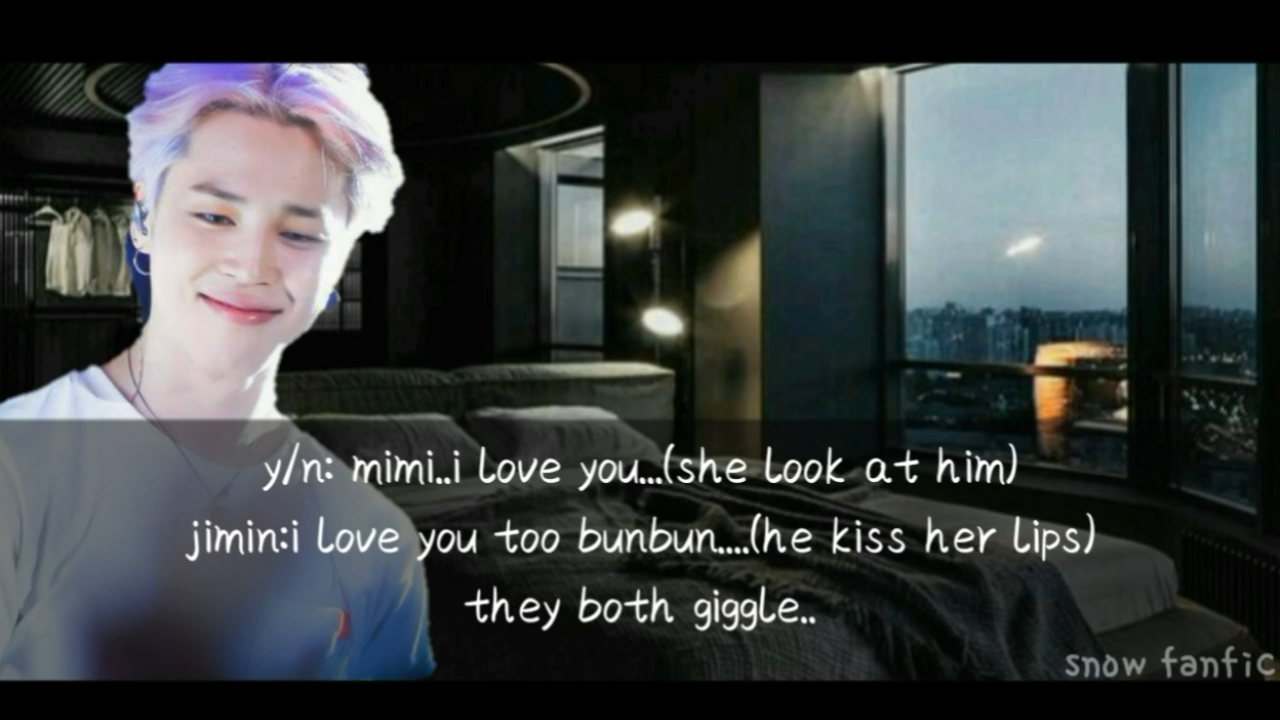 y/n: mimi..i love you...(she look at him)
jimin:i love you too bunbun....(he kiss her lips)
they both giggle..
snow fanfic